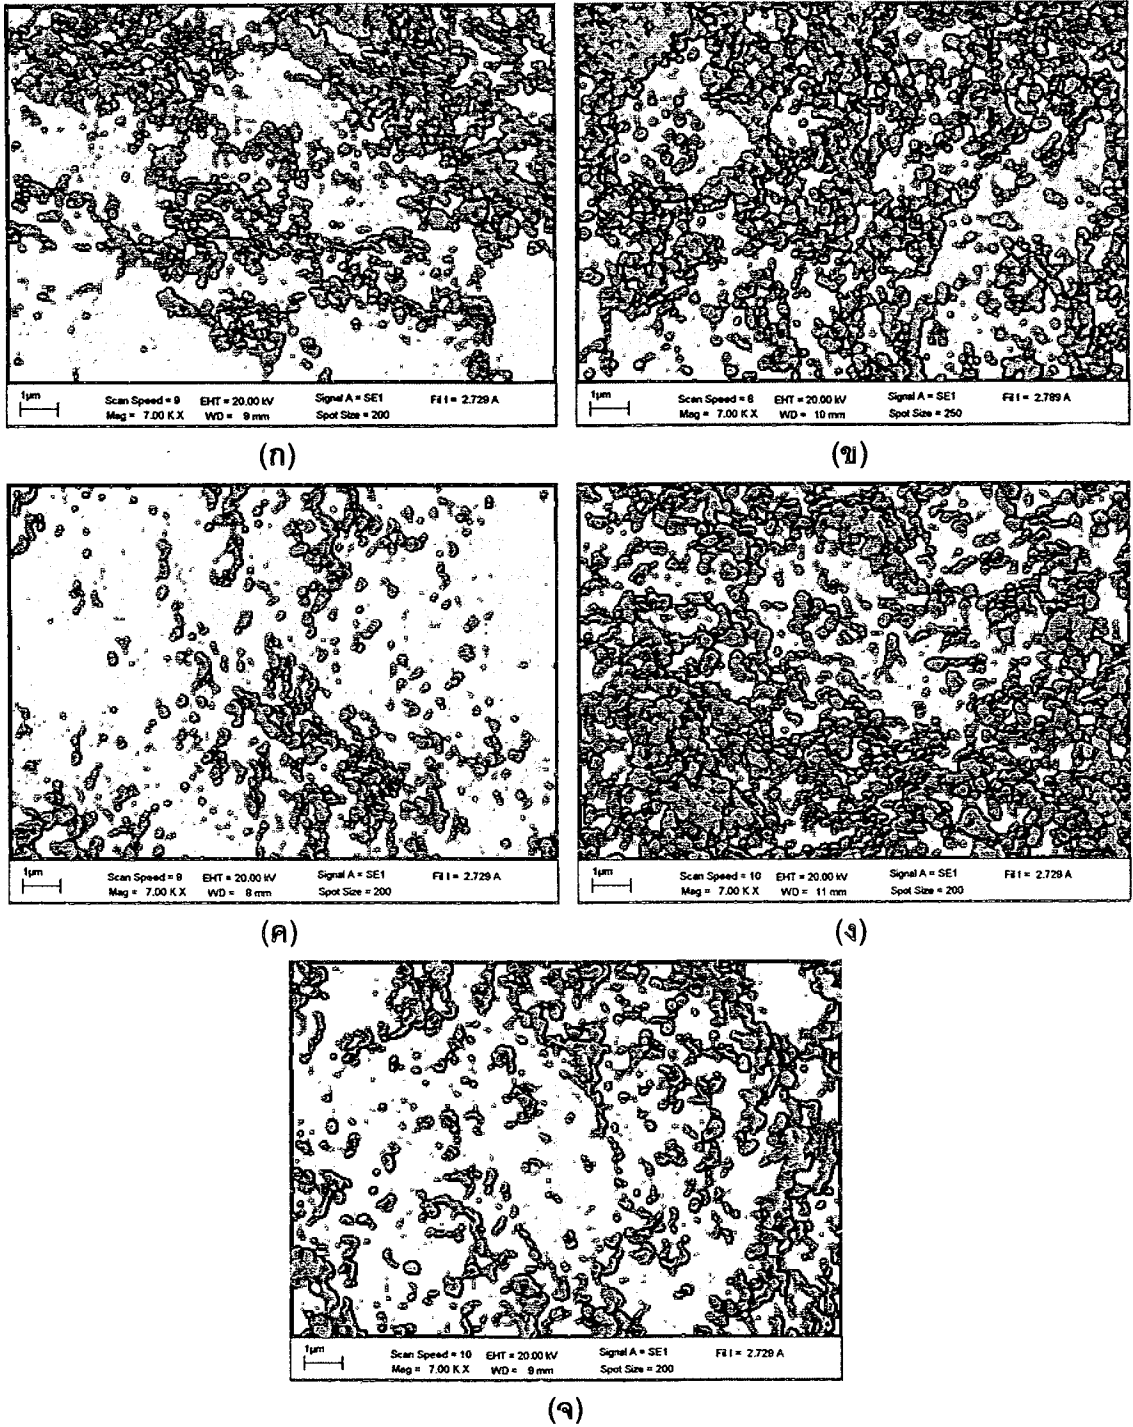 1μm Scan Speed = 9 EHT = 20.00 kV Signal A = SE1 Fil I = 2.729 A
Mag = 7.00 K X WD = 9 mm Spot Size = 200
(ก)
1μm Scan Speed = 8 EHT = 20.00 kV Signal A = SE1 Fil I = 2.789 A
Mag = 7.00 K X WD = 10 mm Spot Size = 250
(ข)
1μm Scan Speed = 9 EHT = 20.00 kV Signal A = SE1 Fil I = 2.729 A
Mag = 7.00 K X WD = 8 mm Spot Size = 200
(ค)
1μm Scan Speed = 10 EHT = 20.00 kV Signal A = SE1 Fil I = 2.729 A
Mag = 7.00 K X WD = 11 mm Spot Size = 200
(ง)
1μm Scan Speed = 10 EHT = 20.00 kV Signal A = SE1 Fil I = 2.729 A
Mag = 7.00 K X WD = 9 mm Spot Size = 200
(จ)